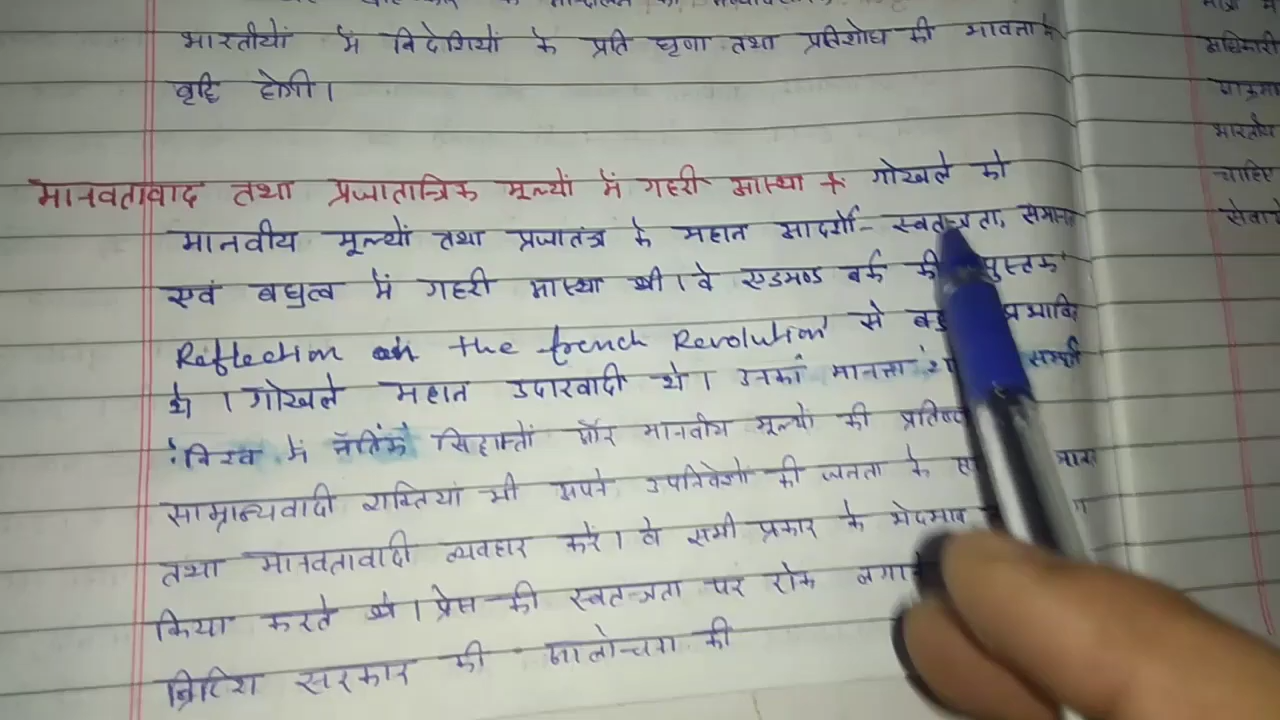 भारतीयों में विदेशियों के प्रति घृणा तथा प्रतिशोध की भावना में
वृद्धि होगी।
मानवतावाद तथा प्रजातान्त्रिक मूल्यों में गहरी आस्था ÷ गोखले को
मानवीय मूल्यों तथा प्रजातंत्र के महान आदर्शों - स्वतन्त्रता, समानता
एवं बधुत्व में गहरी आस्था थी। वे एडमण्ड बर्क की पुस्तक
Reflection on the french Revolution' से प्रभावित
थे । गोखले महान उदारवादी थे। उनकां मानना
विश्व में नैतिक सिद्दान्तों और मानवीय मूल्यों की
साम्राज्यवादी शक्तियां भी अपने उपनिवेशो की जनता के
तथा मानवतावादी व्यवहार करें। वे सभी प्रकार के भेदभाव
किया करते थे। प्रेस की स्वतन्त्रता पर रोक
ब्रिटिश सरकार की आलोचना की
अधिकारी
भारतीय
चाहिए